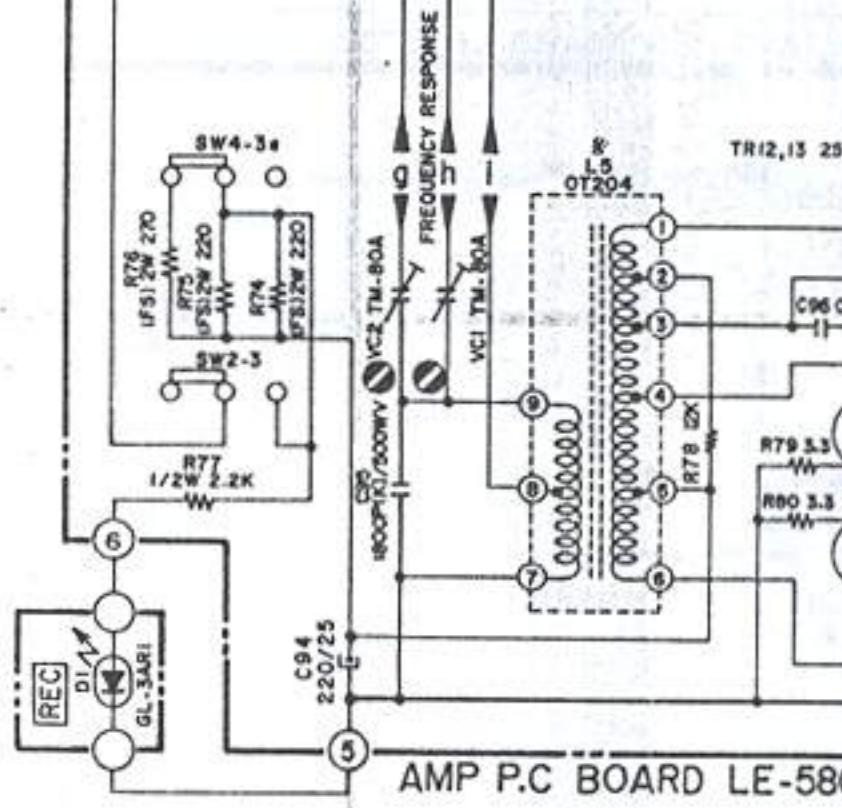 FREQUENCY RESPONSE
SW4-3a
g h i
※
L5
OT204
TR12,13 25
R76
(FS) 2W 270
R75
(FS)2W 220
R74
(FS)2W 220
VC2 TM-80A
VC1 TM-80A
1
2
3
C96
4
SW2-3
9
R78 12K
R77
1/2W 2.2K
C95
1800P(K)/500WV
8
5
R79 3.3
R80 3.3
6
7
6
C94
220/25
REC
D1
GL-3AR1
5
AMP P.C BOARD LE-58